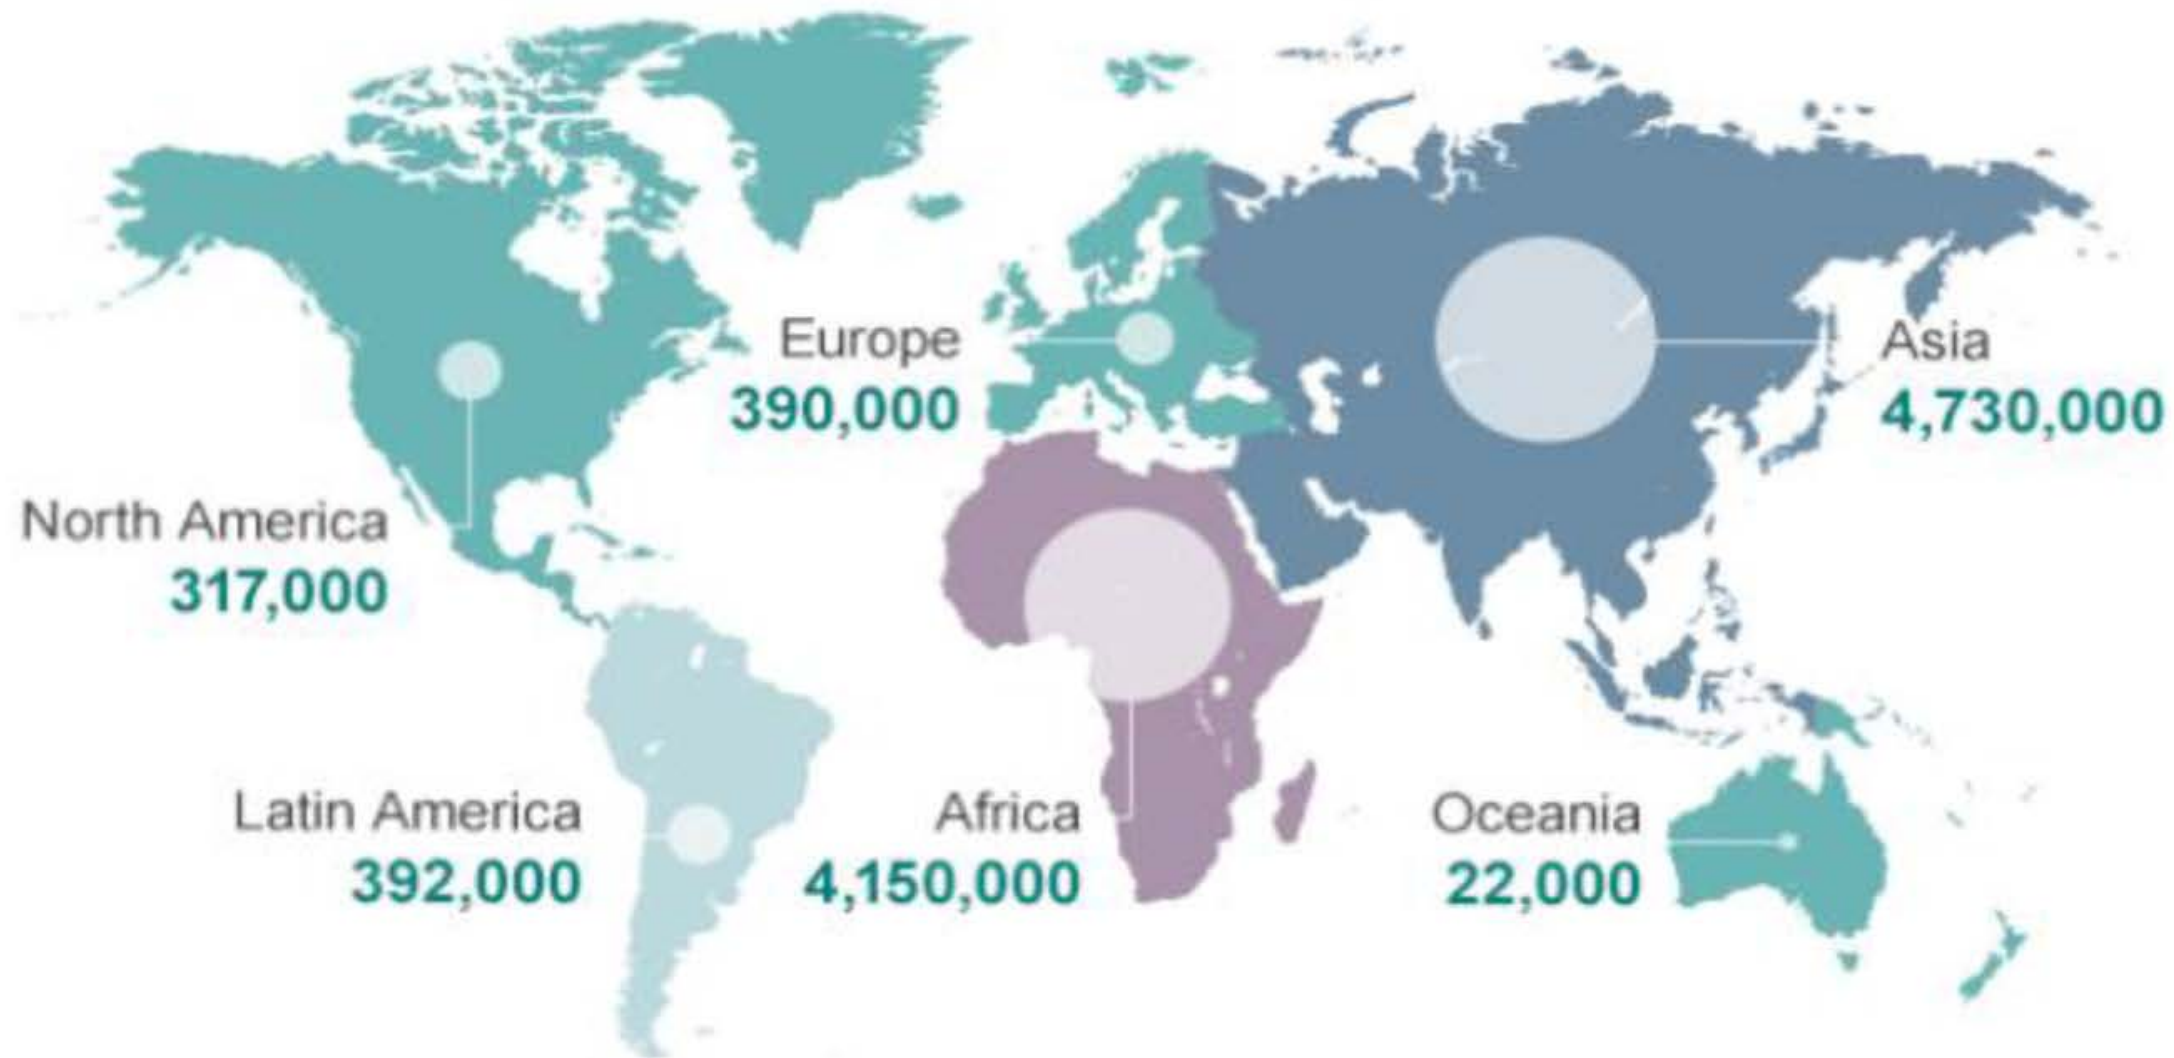 Europe
390,000
Asia
4,730,000
North America
317,000
Latin America
392,000
Africa
4,150,000
Oceania
22,000